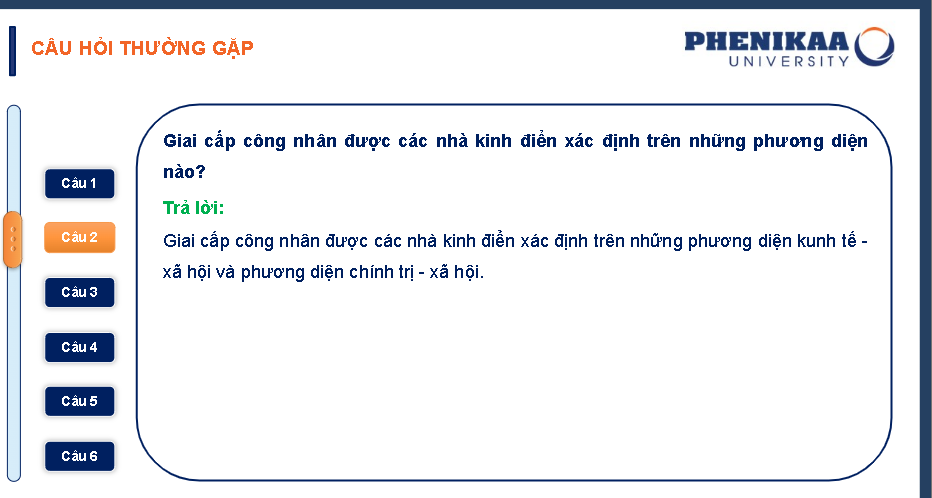 CÂU HỎI THƯỜNG GẶP
PHENIKAA
UNIVERSITY
Giai cấp công nhân được các nhà kinh điển xác định trên những phương diện
nào?
Trả lời:
Giai cấp công nhân được các nhà kinh điển xác định trên những phương diện kunh tế -
xã hội và phương diện chính trị - xã hội.
Câu 1
Câu 2
Câu 3
Câu 4
Câu 5
Câu 6